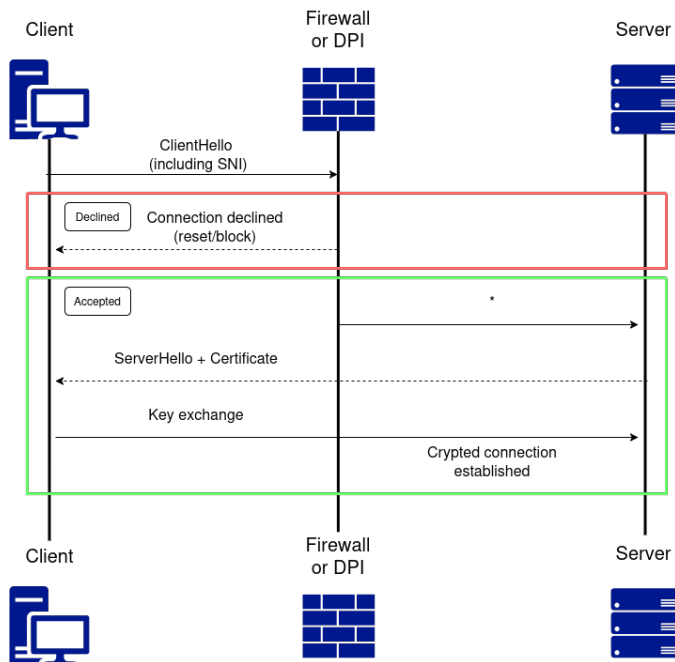 Client
Firewall
or DPI
Server
ClientHello
(including SNI)
Declined
Connection declined
(reset/block)
Accepted
*
ServerHello + Certificate
Key exchange
Crypted connection
established
Client
Firewall
or DPI
Server